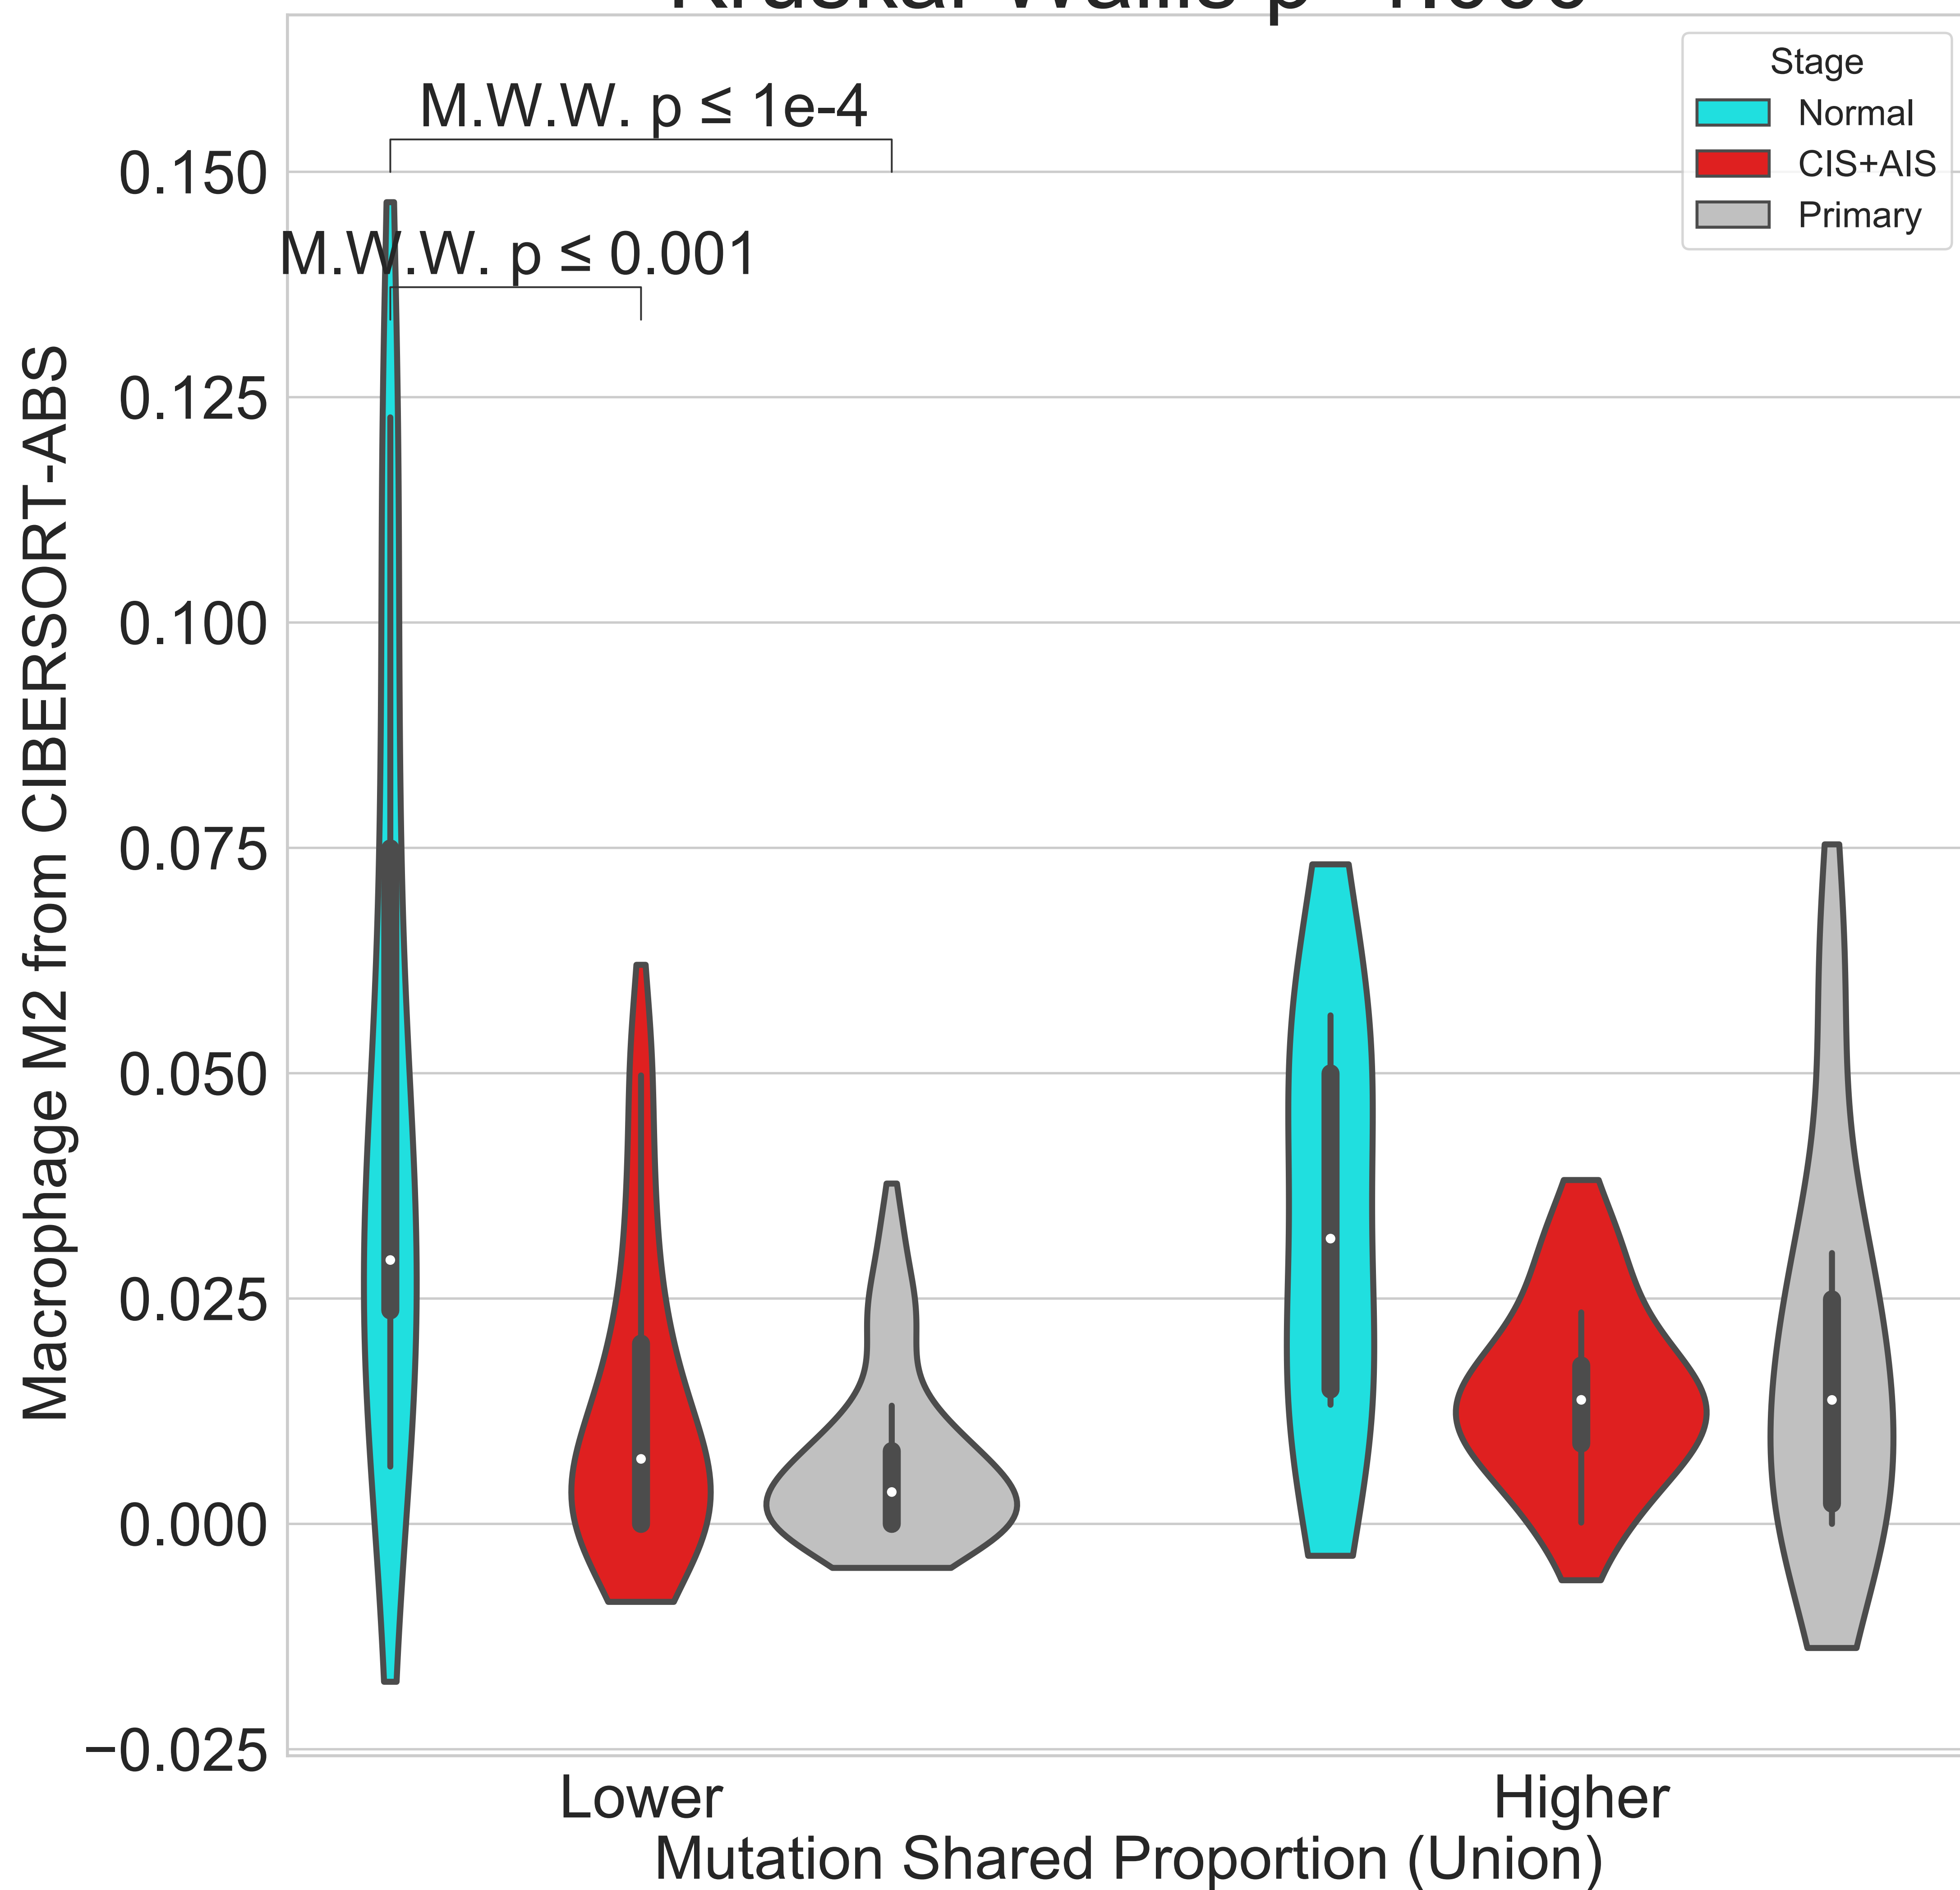 M.W.W. p ≤ 1e-4
M.W.W. p ≤ 0.001
Stage
Normal
CIS+AIS
Primary
Macrophage M2 from CIBERSORT-ABS
0.150
0.125
0.100
0.075
0.050
0.025
0.000
−0.025
Lower
Higher
Mutation Shared Proportion (Union)